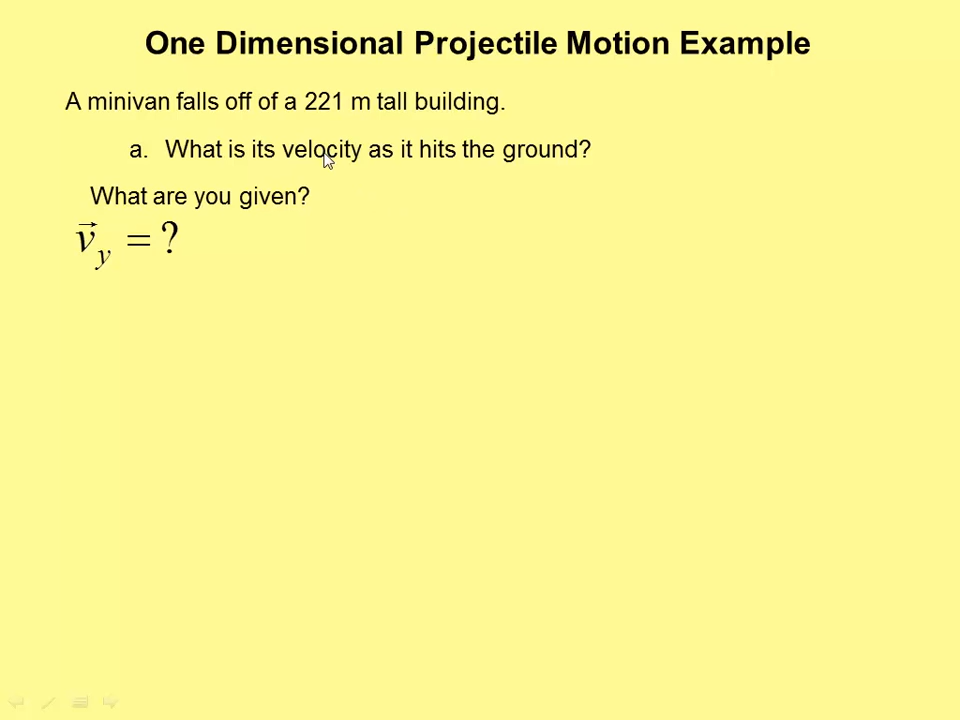 One Dimensional Projectile Motion Example
A minivan falls off of a 221 m tall building.
a. What is its velocity as it hits the ground?
What are you given?
v⃗_y = ?